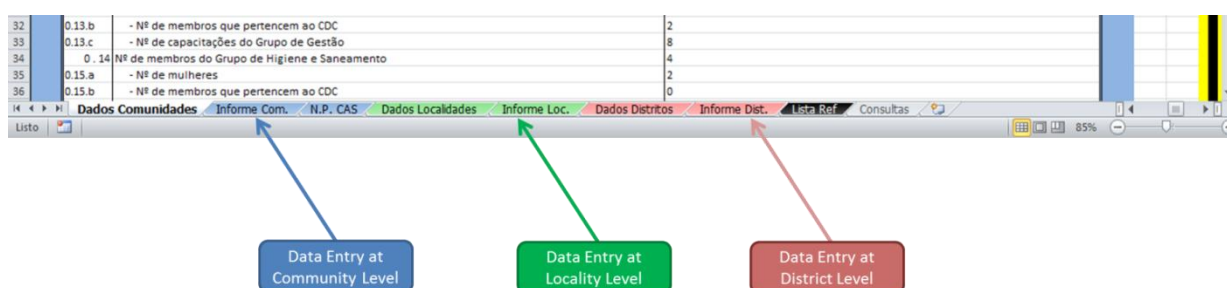 32 0.13.b - Nº de membros que pertencem ao CDC 2
33 0.13.c - Nº de capacitações do Grupo de Gestão 8
34 0 . 14 Nº de membros do Grupo de Higiene e Saneamento 4
35 0.15.a - Nº de mulheres 2
36 0.15.b - Nº de membros que pertencem ao CDC 0
Dados Comunidades Informe Com. N.P. CAS Dados Localidades Informe Loc. Dados Distritos Informe Dist. Lista Ref Consultas
Listo 85%
Data Entry at
Community Level
Data Entry at
Locality Level
Data Entry at
District Level